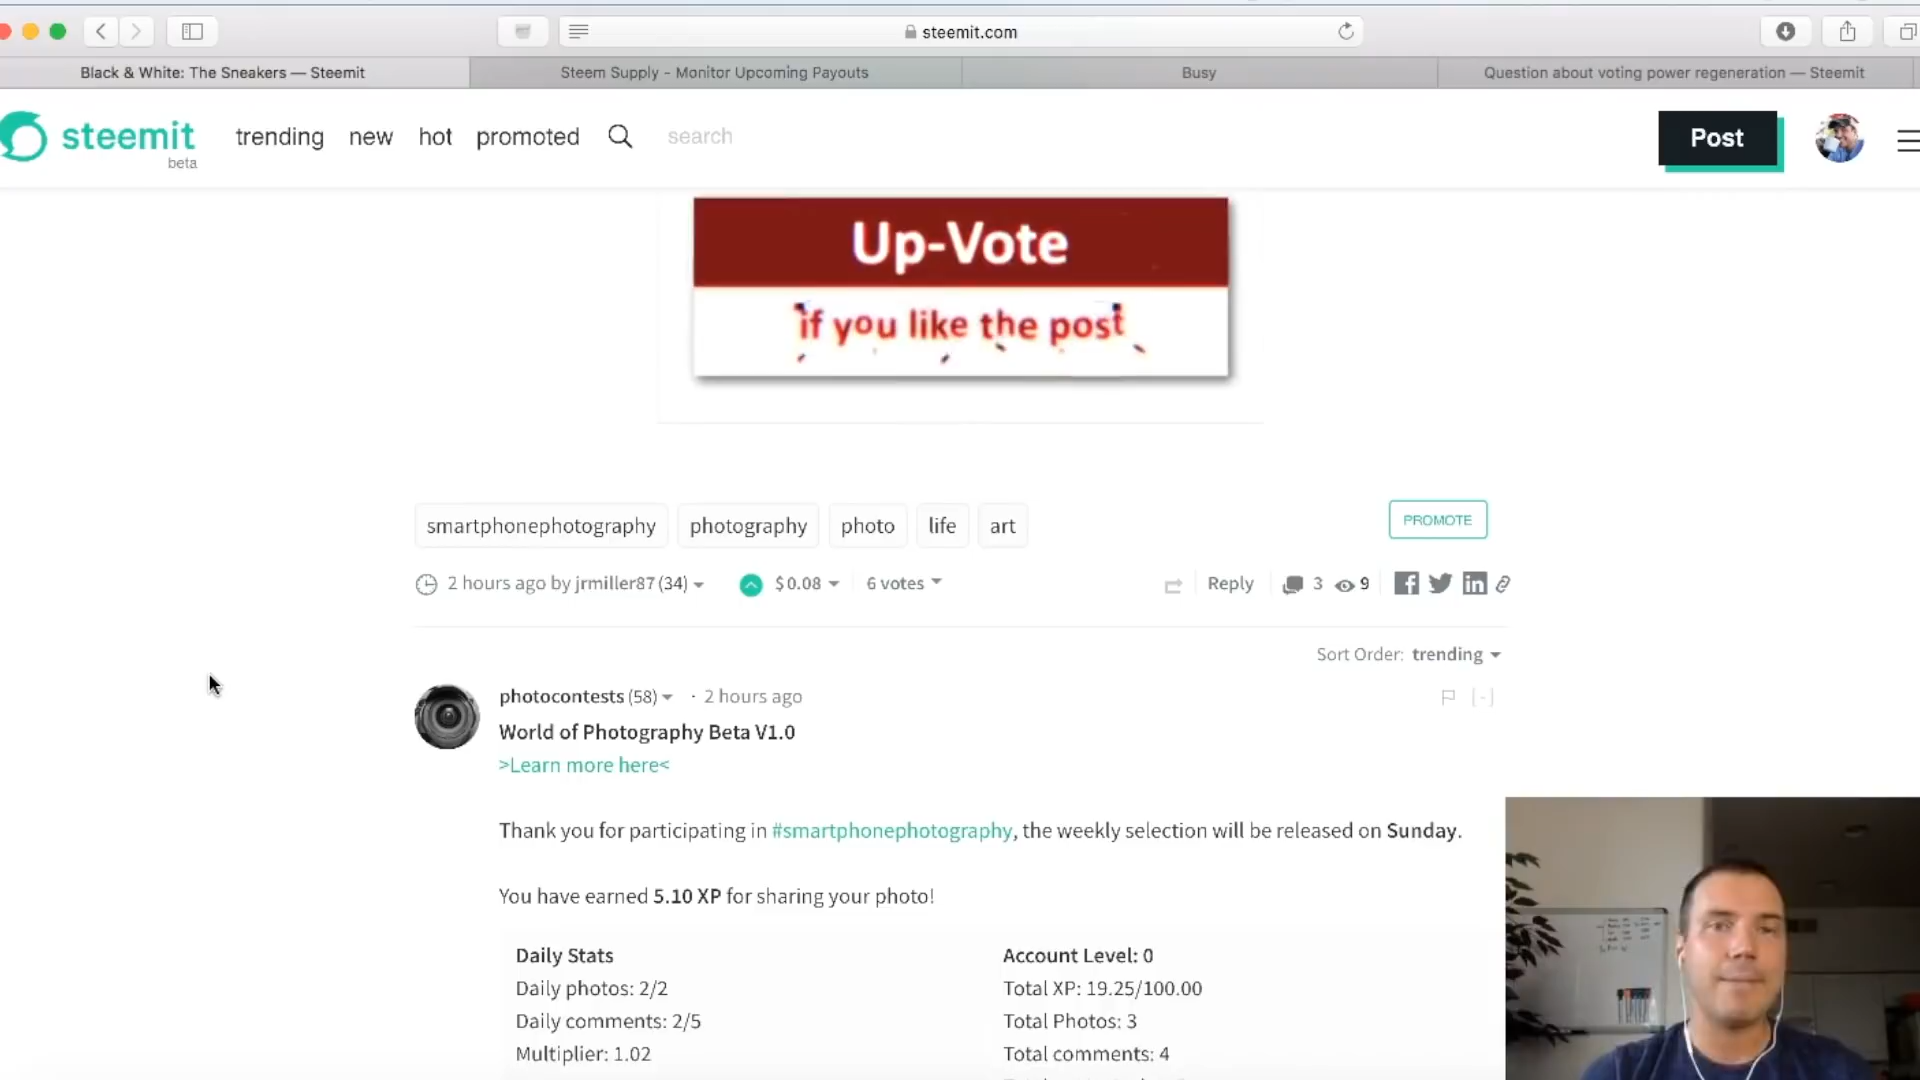 steemit.com
Black & White: The Sneakers — Steemit
Steem Supply - Monitor Upcoming Payouts
Busy
Question about voting power regeneration — Steemit
steemit
beta
trending new hot promoted search
Post
Up-Vote
if you like the post
smartphonephotography photography photo life art
PROMOTE
2 hours ago by jrmiller87 (34) $0.08 6 votes Reply 3 9
Sort Order: trending
photocontests (58) · 2 hours ago [-]
World of Photography Beta V1.0
>Learn more here<
Thank you for participating in #smartphonephotography, the weekly selection will be released on Sunday.
You have earned 5.10 XP for sharing your photo!
Daily Stats
Daily photos: 2/2
Daily comments: 2/5
Multiplier: 1.02
Account Level: 0
Total XP: 19.25/100.00
Total Photos: 3
Total comments: 4